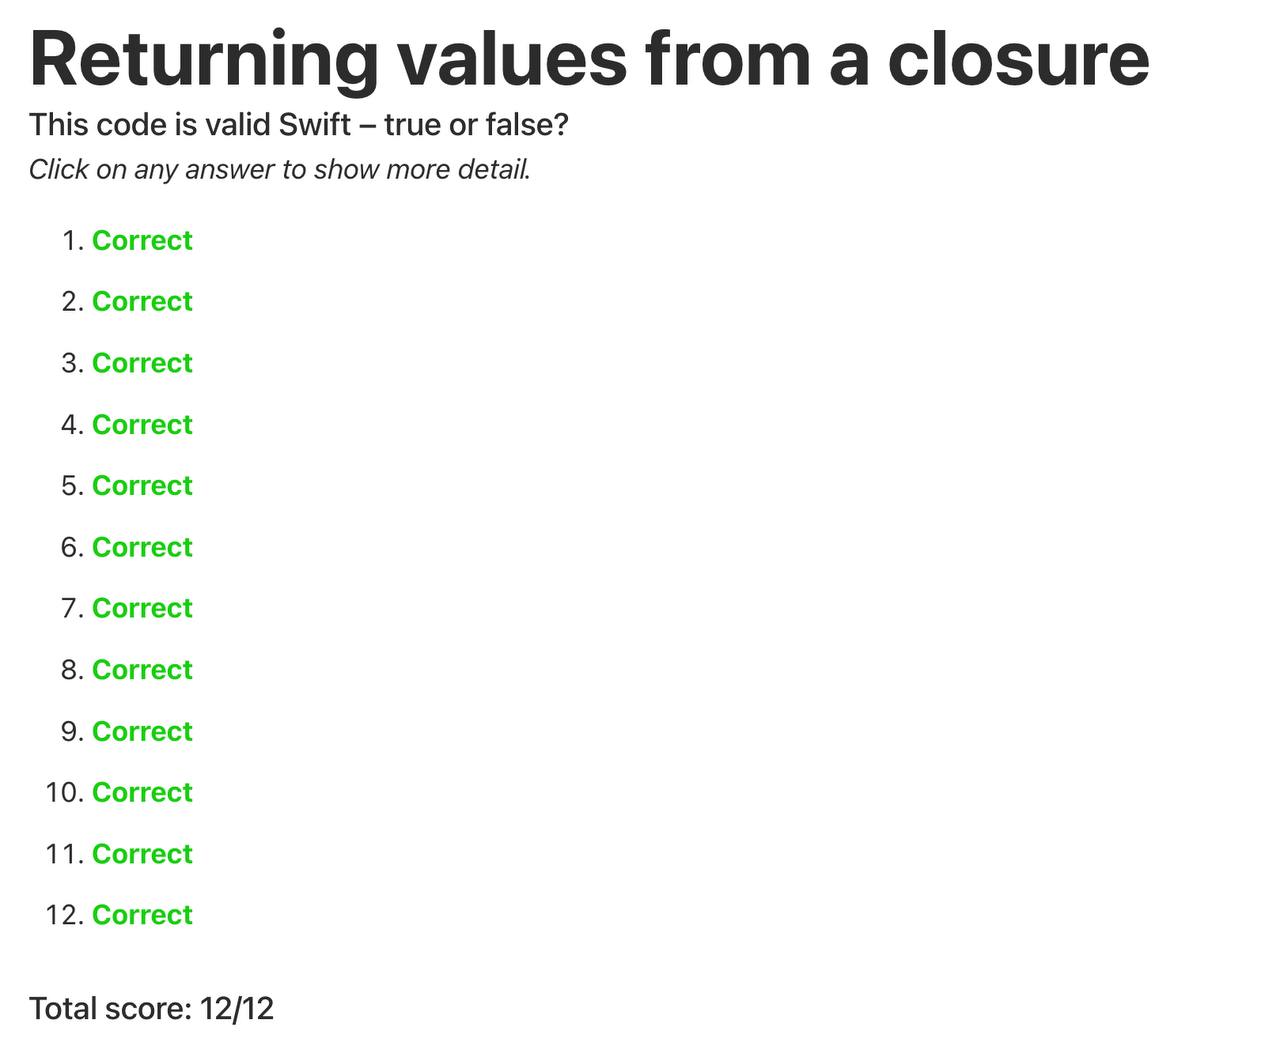 Returning values from a closure
This code is valid Swift – true or false?
Click on any answer to show more detail.
1. Correct
2. Correct
3. Correct
4. Correct
5. Correct
6. Correct
7. Correct
8. Correct
9. Correct
10. Correct
11. Correct
12. Correct
Total score: 12/12